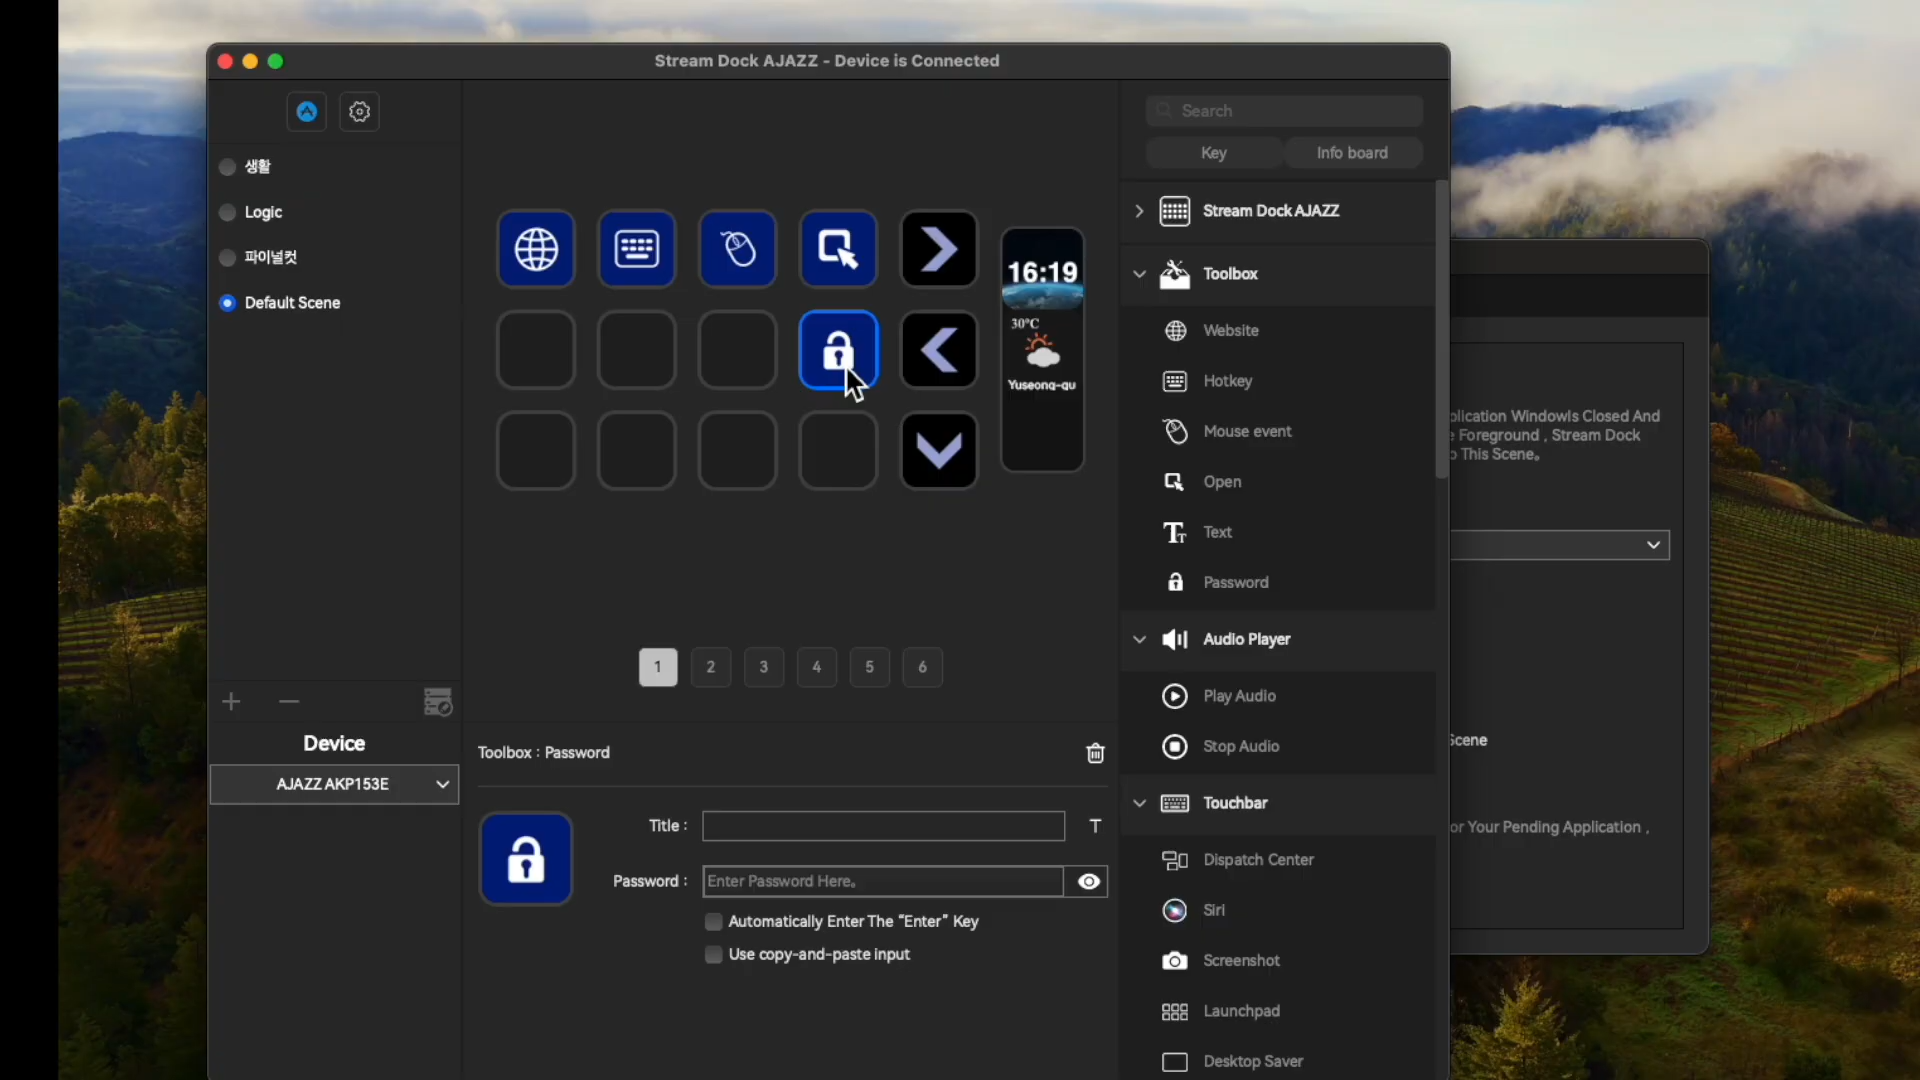 Stream Dock AJAZZ - Device is Connected
생활
Logic
파이널컷
Default Scene
Device
AJAZZ AKP153E
16:19
30°C
Yuseong-gu
1 2 3 4 5 6
Toolbox : Password
Title :
T
Password :
Enter Password Here。
Automatically Enter The “Enter” Key
Use copy-and-paste input
Search
Key
Info board
Stream Dock AJAZZ
Toolbox
Website
Hotkey
Mouse event
Open
Text
Password
Audio Player
Play Audio
Stop Audio
Touchbar
Dispatch Center
Siri
Screenshot
Launchpad
Desktop Saver
plication WindowIs Closed And
Foreground , Stream Dock
This Scene。
Scene
or Your Pending Application ,